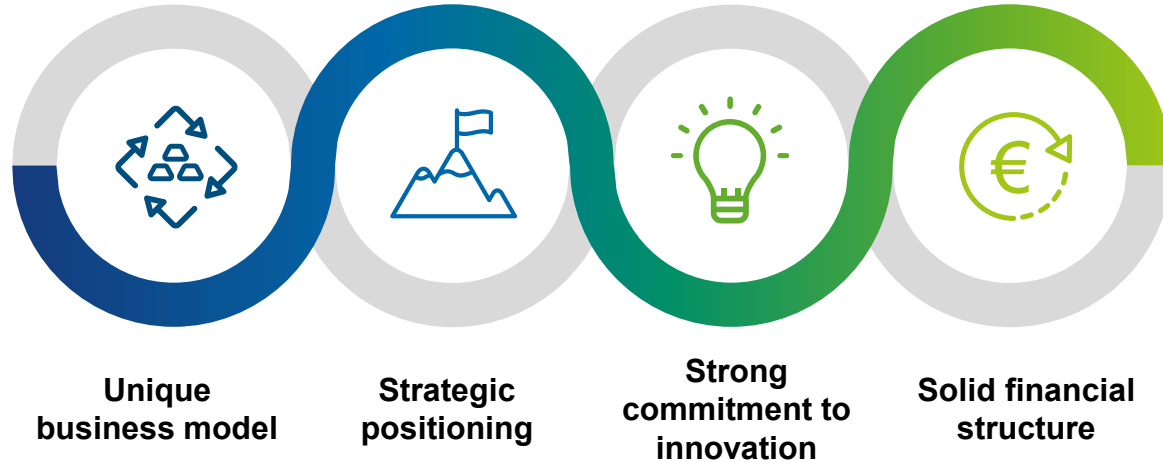 €
Unique
business model
Strategic
positioning
Strong
commitment to
innovation
Solid financial
structure